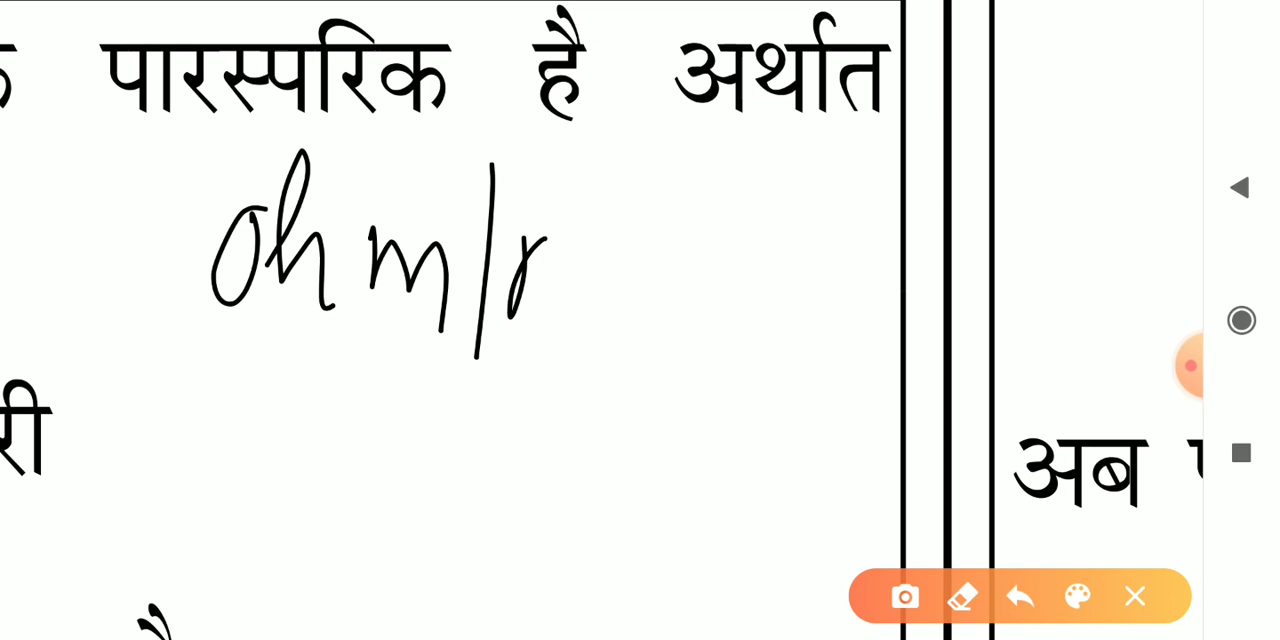 पारस्परिक है अर्थात
ohm/r
री
अब
है